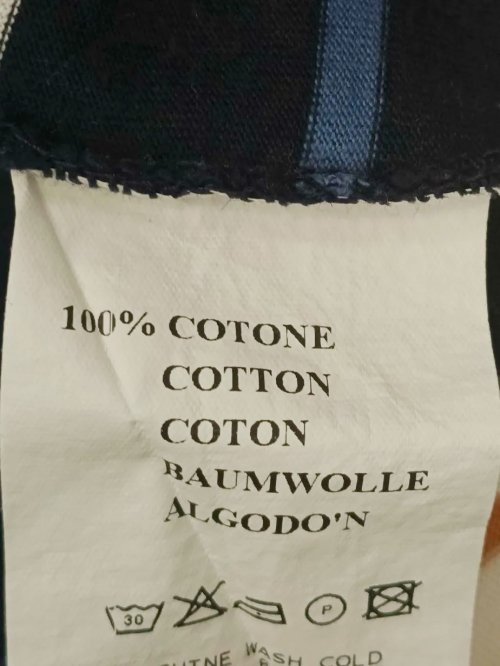 100% COTONE
COTTON
COTON
BAUMWOLLE
ALGODO'N
30 P
WASH COLD